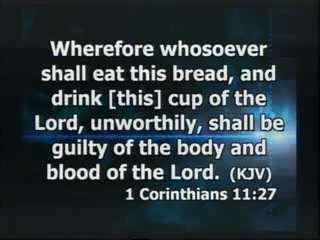 Wherefore whosoever
shall eat this bread, and
drink [this] cup of the
Lord, unworthily, shall be
guilty of the body and
blood of the Lord. (KJV)
1 Corinthians 11:27